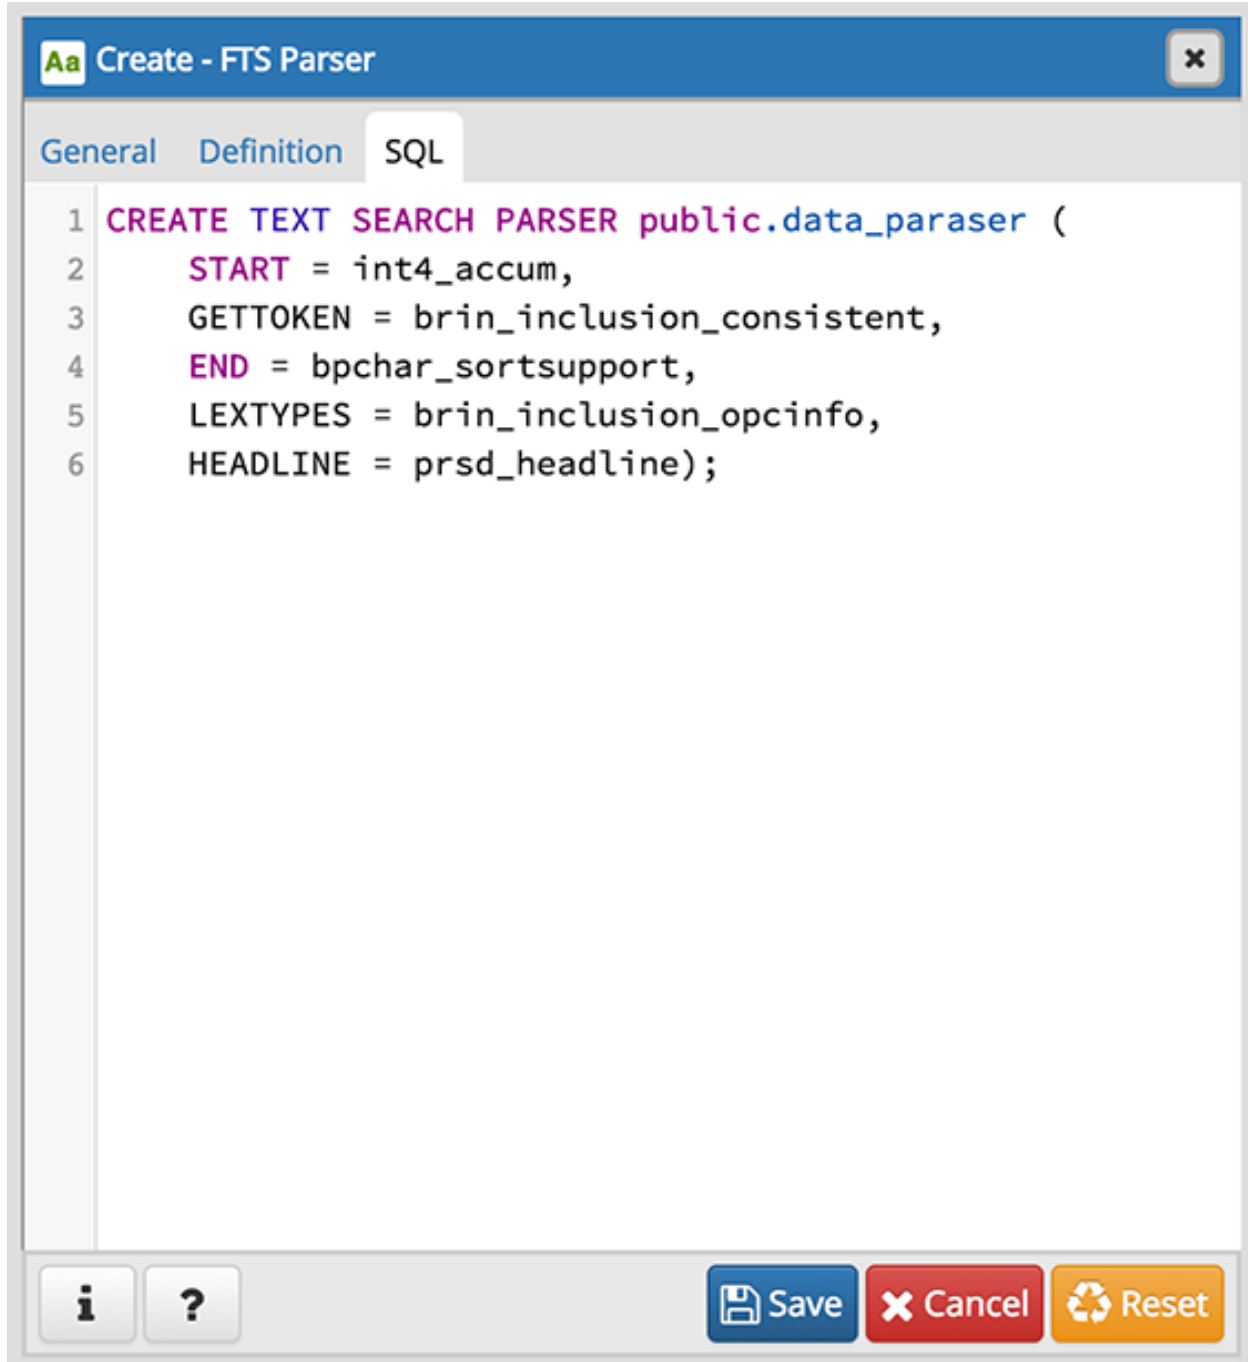 Aa Create - FTS Parser
General Definition SQL
1 CREATE TEXT SEARCH PARSER public.data_paraser (
2 START = int4_accum,
3 GETTOKEN = brin_inclusion_consistent,
4 END = bpchar_sortsupport,
5 LEXTYPES = brin_inclusion_opcinfo,
6 HEADLINE = prsd_headline);
i ? Save Cancel Reset